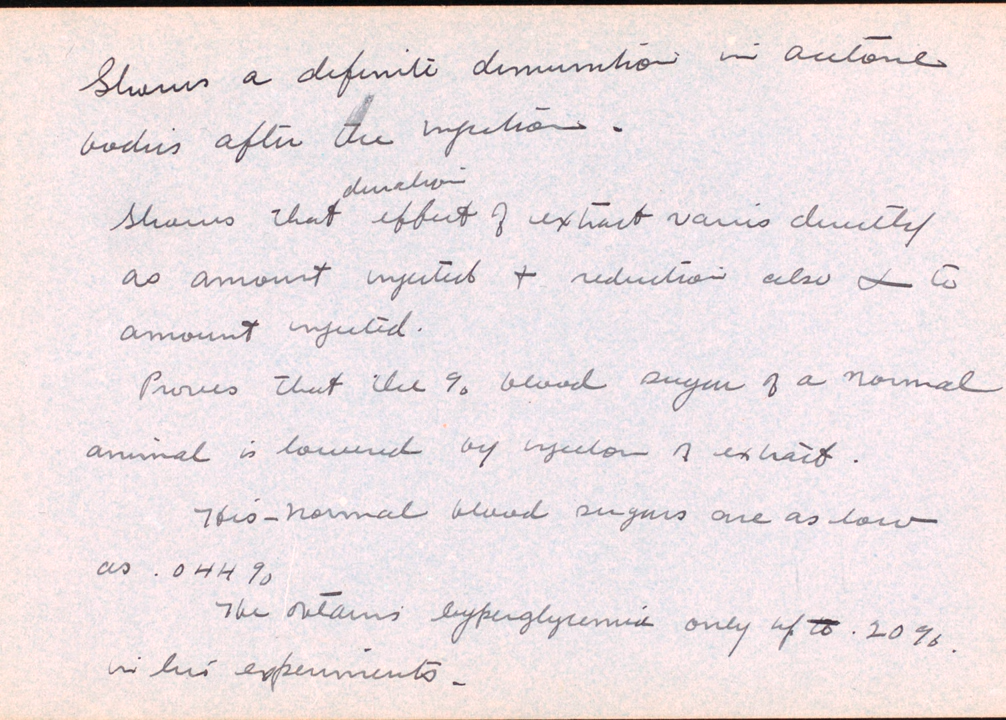 Shows a definite diminution in acetone
bodies after the injection.
duration
Shows that effect of extract varies directly
as amount injected + reduction also ∝ to
amount injected.
Proves that the % blood sugar of a normal
animal is lowered by injection of extract.
His - normal blood sugars are as low
as .044%
He obtains hyperglycemia only up to .20%.
in his experiments -